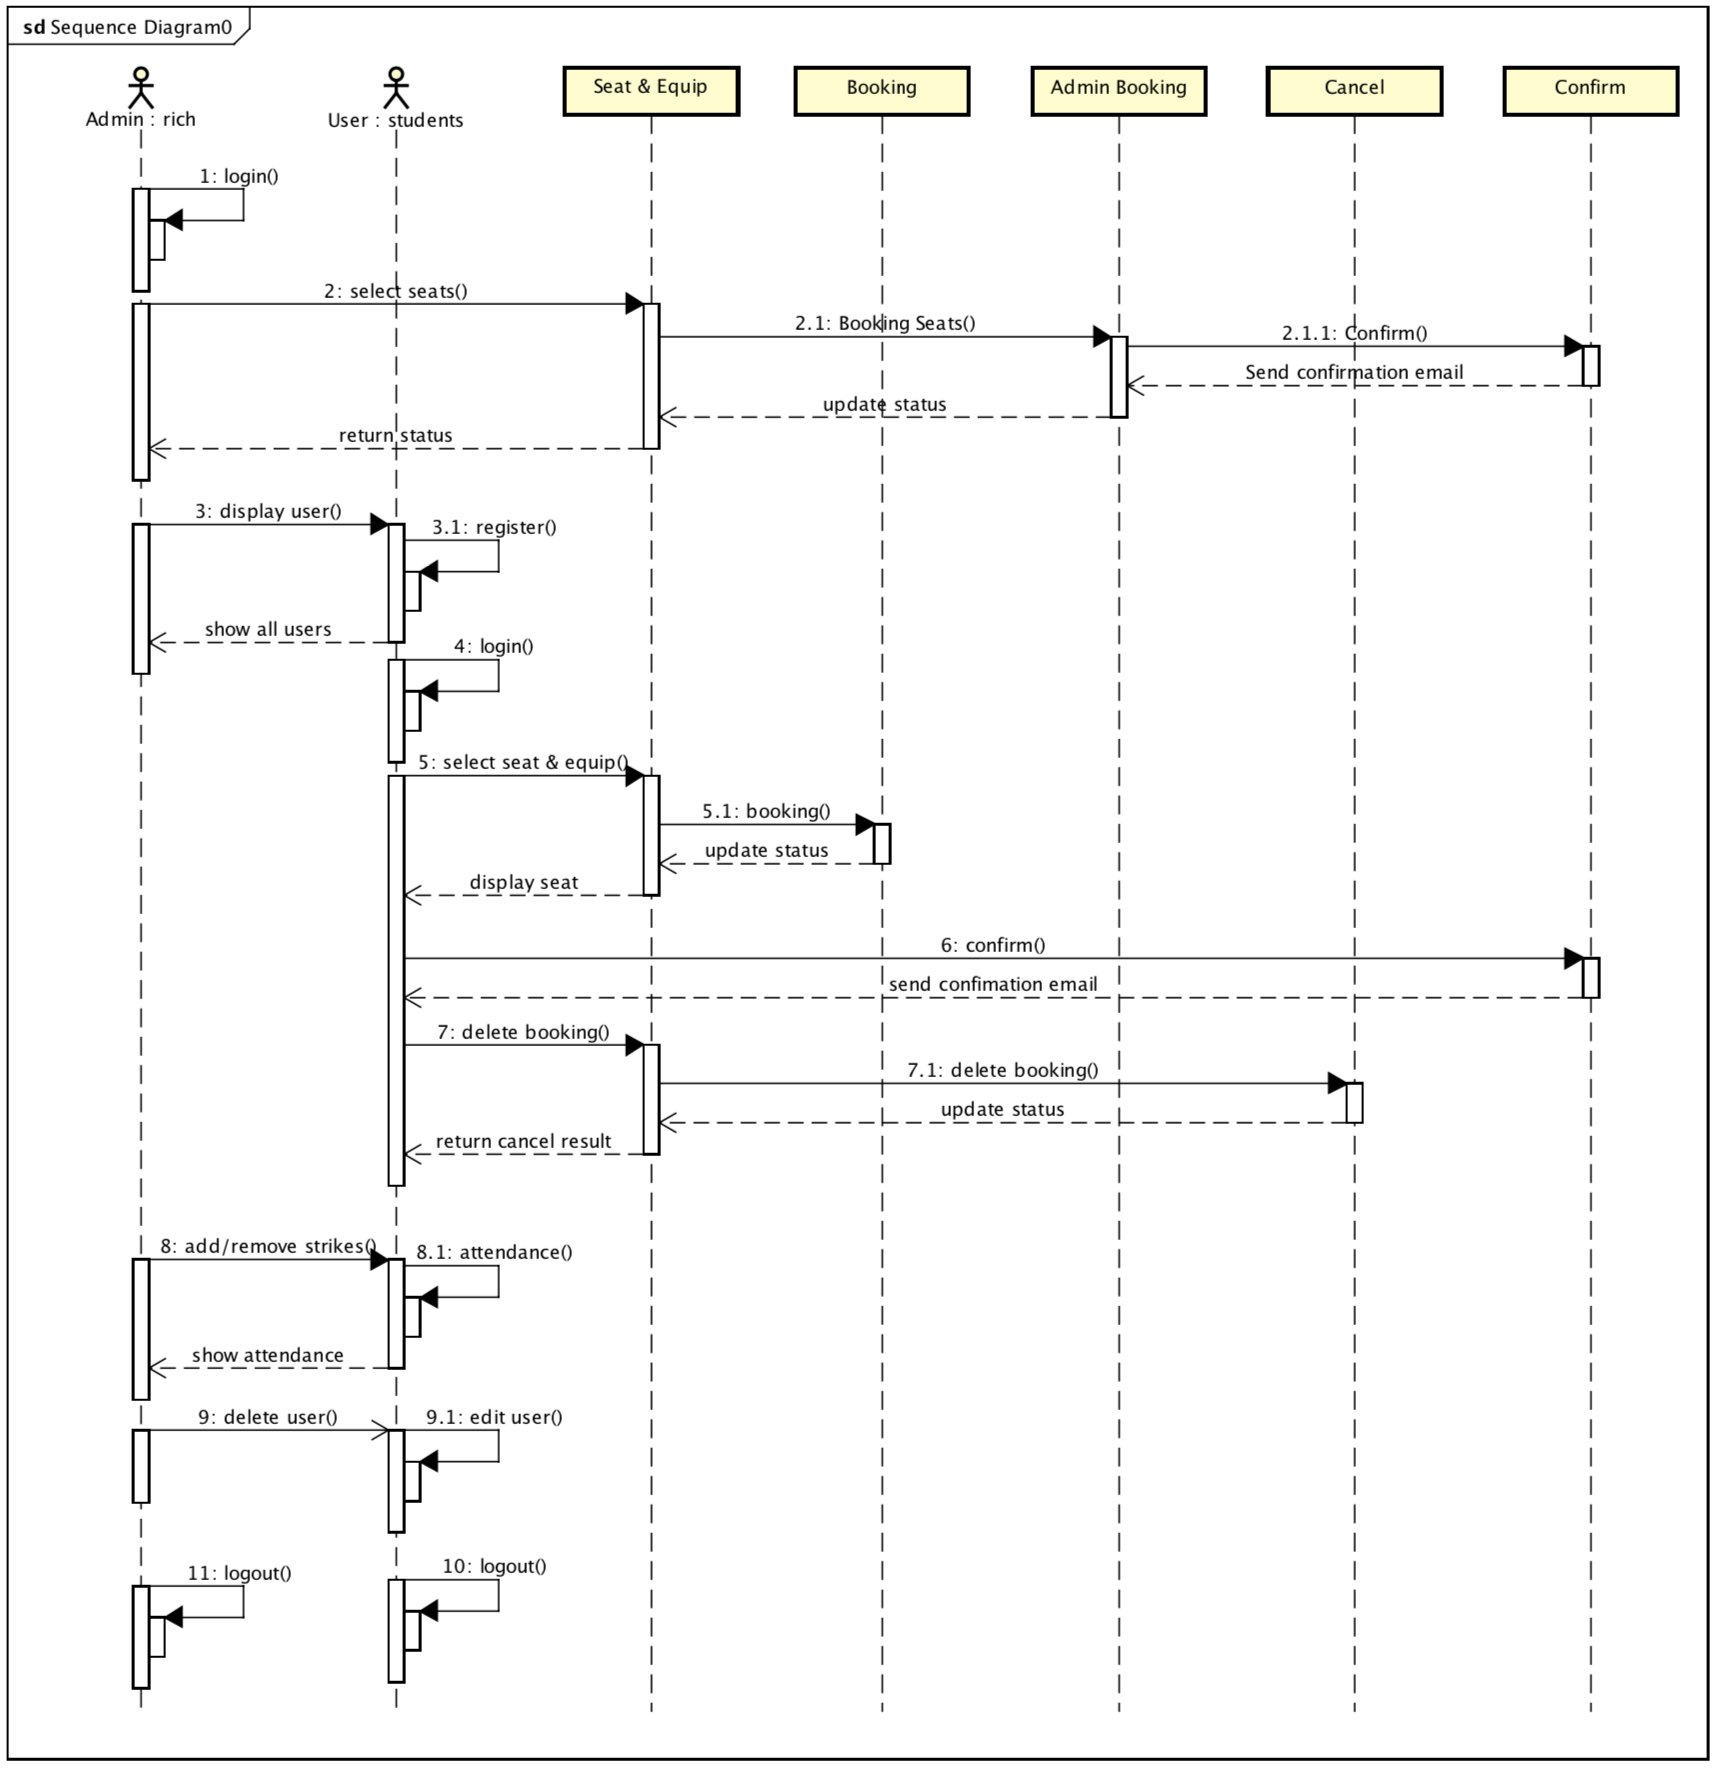 sd Sequence Diagram0
Admin : rich
User : students
Seat & Equip
Booking
Admin Booking
Cancel
Confirm
1: login()
2: select seats()
2.1: Booking Seats()
2.1.1: Confirm()
Send confirmation email
update status
return status
3: display user()
3.1: register()
show all users
4: login()
5: select seat & equip()
5.1: booking()
update status
display seat
6: confirm()
send confimation email
7: delete booking()
7.1: delete booking()
update status
return cancel result
8: add/remove strikes()
8.1: attendance()
show attendance
9: delete user()
9.1: edit user()
10: logout()
11: logout()